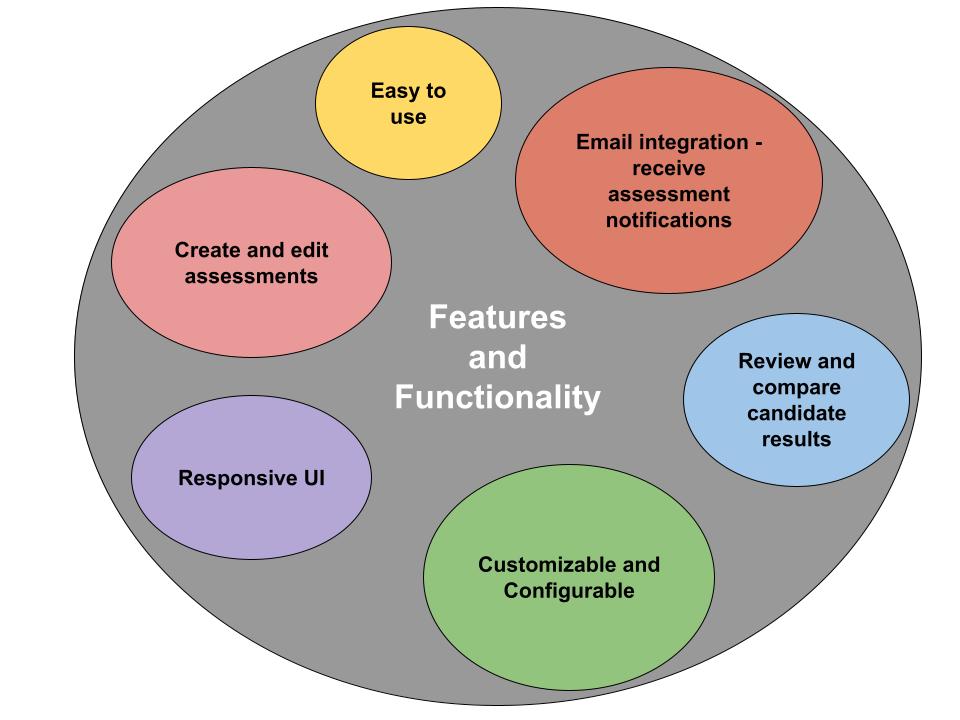 Easy to
use
Email integration -
receive
assessment
notifications
Create and edit
assessments
Features
and
Functionality
Review and
compare
candidate
results
Responsive UI
Customizable and
Configurable